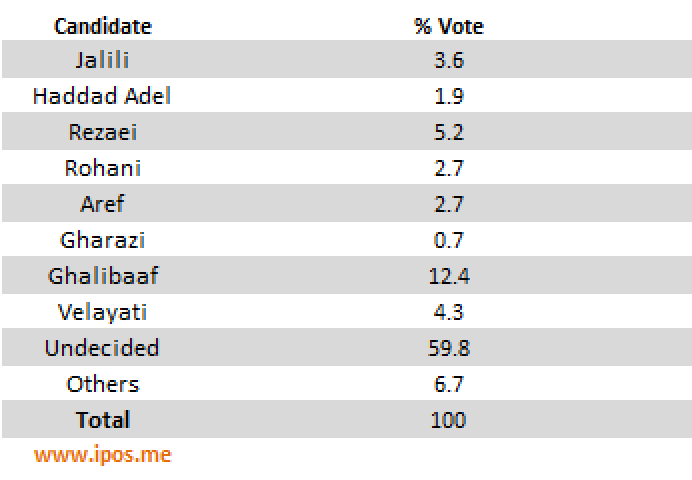 Candidate % Vote
Jalili 3.6
Haddad Adel 1.9
Rezaei 5.2
Rohani 2.7
Aref 2.7
Gharazi 0.7
Ghalibaaf 12.4
Velayati 4.3
Undecided 59.8
Others 6.7
Total 100
www.ipos.me